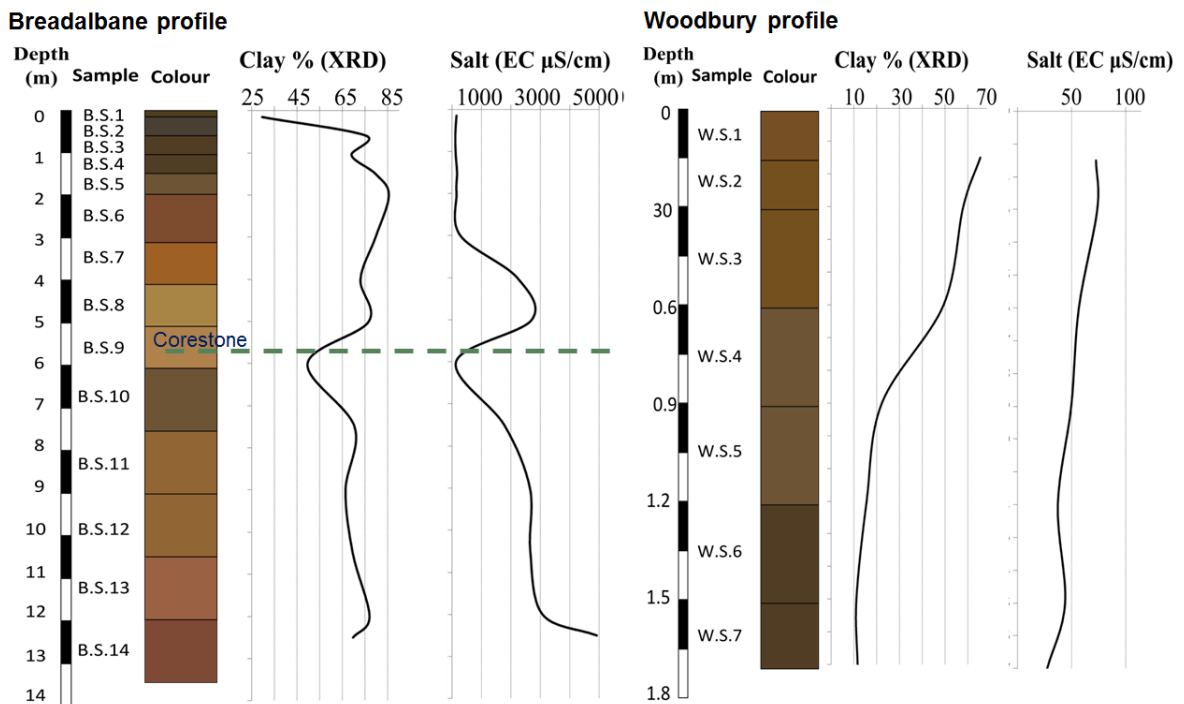 Breadalbane profile
Depth
(m)
Sample
Colour
Clay % (XRD)
25 45 65 85
Salt (EC µS/cm)
1000 3000 5000
0
1
2
3
4
5
6
7
8
9
10
11
12
13
14
B.S.1
B.S.2
B.S.3
B.S.4
B.S.5
B.S.6
B.S.7
B.S.8
B.S.9
B.S.10
B.S.11
B.S.12
B.S.13
B.S.14
Corestone
Woodbury profile
Depth
(m)
Sample
Colour
Clay % (XRD)
10 30 50 70
Salt (EC µS/cm)
50 100
0
30
0.6
0.9
1.2
1.5
1.8
W.S.1
W.S.2
W.S.3
W.S.4
W.S.5
W.S.6
W.S.7